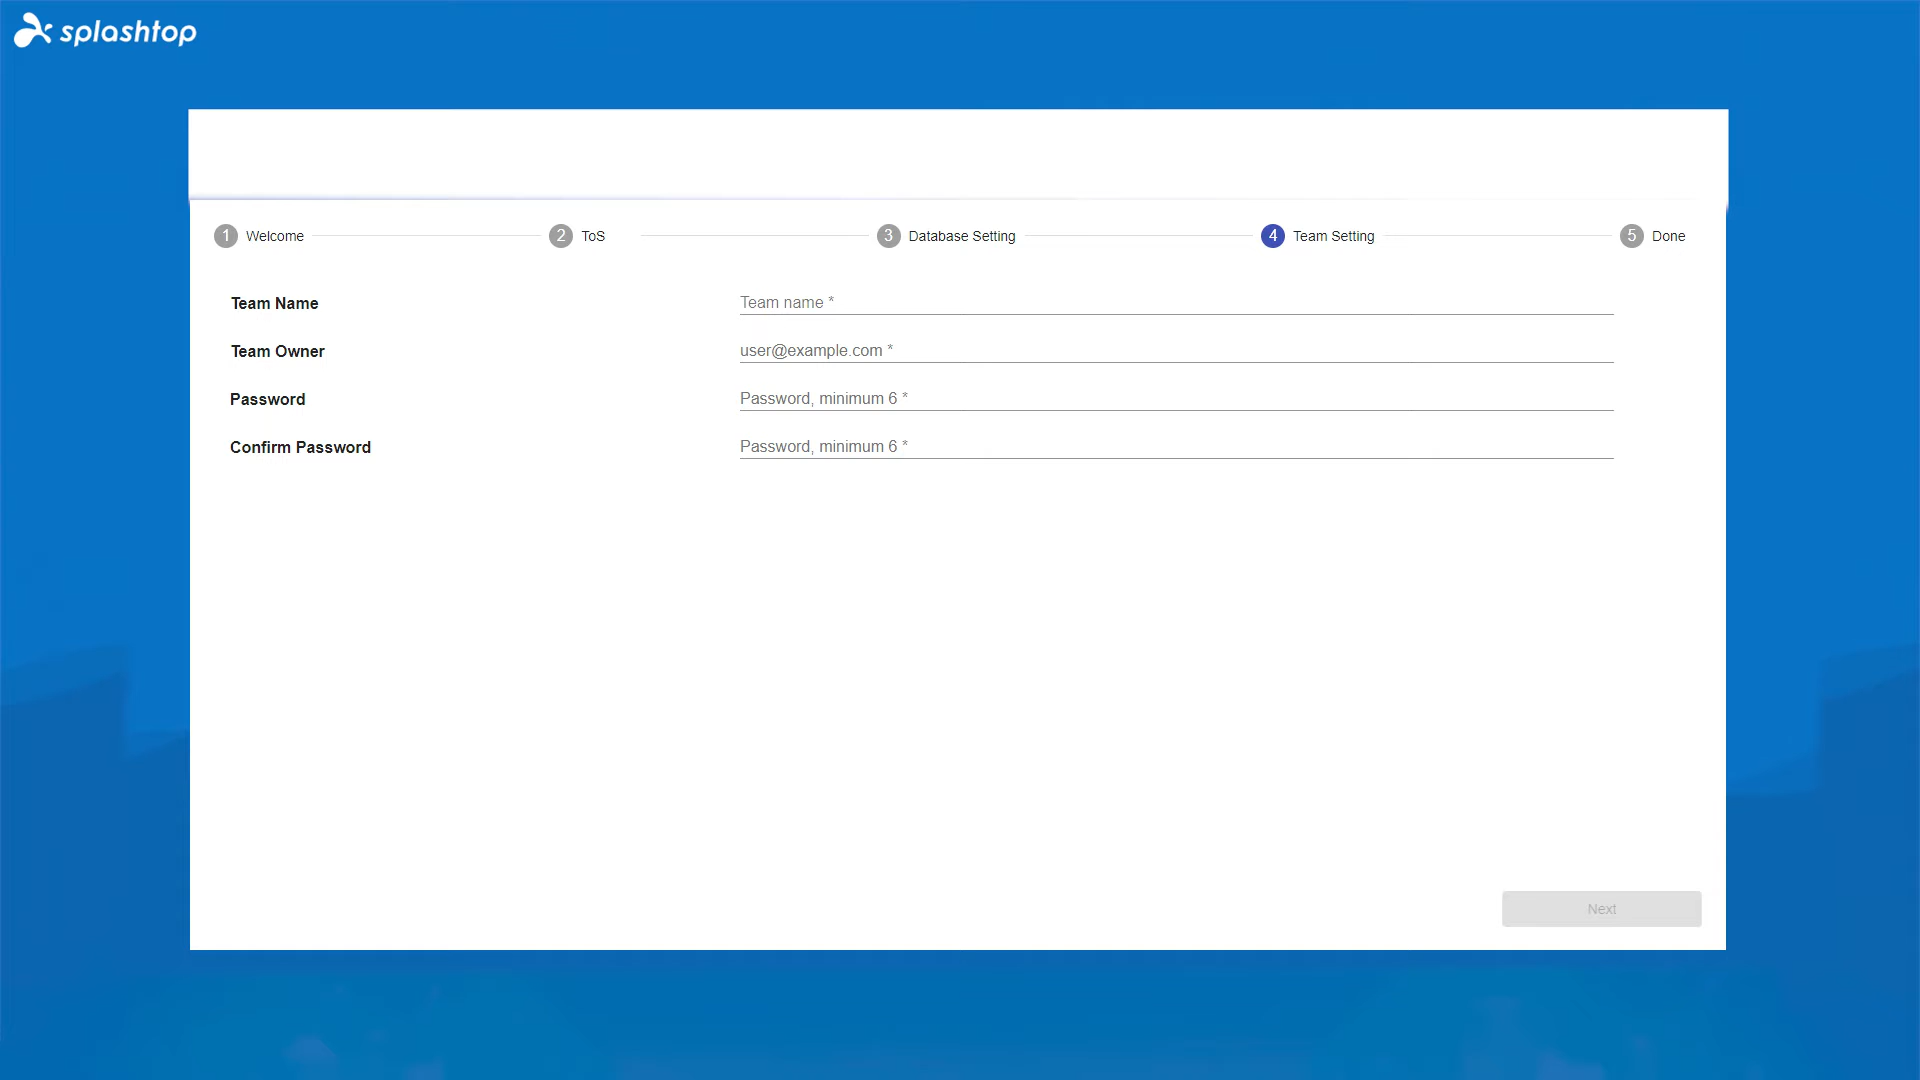 splashtop
1 Welcome 2 ToS 3 Database Setting 4 Team Setting 5 Done
Team Name Team name *
Team Owner user@example.com *
Password Password, minimum 6 *
Confirm Password Password, minimum 6 *
Next